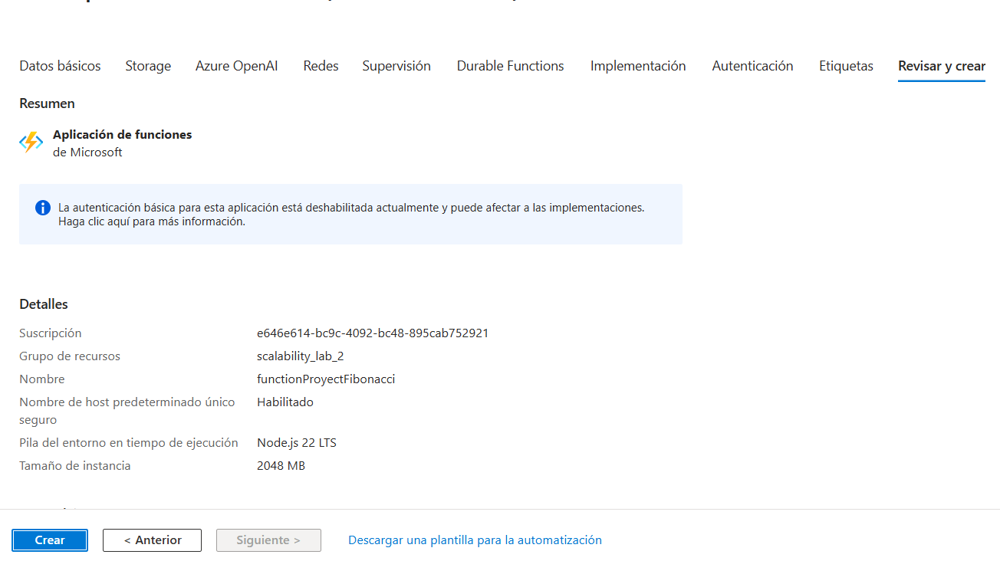 Datos básicos Storage Azure OpenAI Redes Supervisión Durable Functions Implementación Autenticación Etiquetas Revisar y crear
Resumen
Aplicación de funciones
de Microsoft
La autenticación básica para esta aplicación está deshabilitada actualmente y puede afectar a las implementaciones.
Haga clic aquí para más información.
Detalles
Suscripción e646e614-bc9c-4092-bc48-895cab752921
Grupo de recursos scalability_lab_2
Nombre functionProyectFibonacci
Nombre de host predeterminado único Habilitado
seguro
Pila del entorno en tiempo de ejecución Node.js 22 LTS
Tamaño de instancia 2048 MB
Crear < Anterior Siguiente > Descargar una plantilla para la automatización